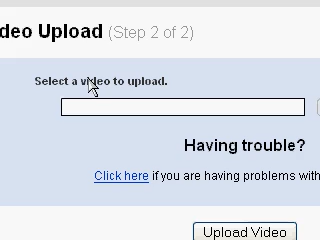 deo Upload (Step 2 of 2)
Select a video to upload.
Having trouble?
Click here if you are having problems with
Upload Video